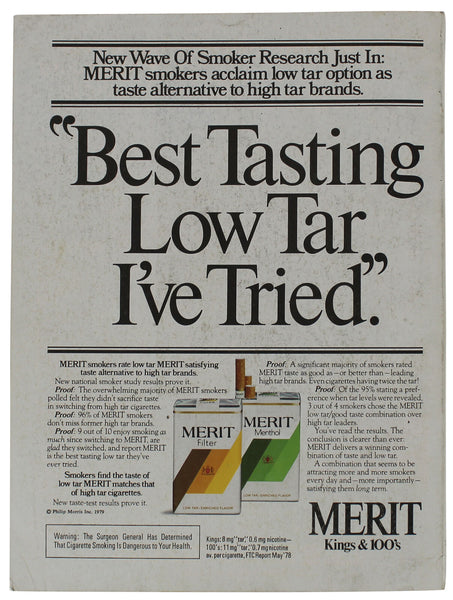 New Wave Of Smoker Research Just In:
MERIT smokers acclaim low tar option as
taste alternative to high tar brands.
“Best Tasting
Low Tar
I've Tried.”
MERIT smokers rate low tar MERIT satisfying
taste alternative to high tar brands.
New national smoker study results prove it.
Proof: The overwhelming majority of MERIT smokers
polled felt they didn't sacrifice taste
in switching from high tar cigarettes.
Proof: 96% of MERIT smokers
don't miss former high tar brands.
Proof: 9 out of 10 enjoy smoking as
much since switching to MERIT, are
glad they switched, and report MERIT
is the best tasting low tar they've
ever tried.
Smokers find the taste of
low tar MERIT matches that
of high tar cigarettes.
New taste-test results prove it.
© Philip Morris Inc. 1979
Proof: A significant majority of smokers rated
MERIT taste as good as—or better than—leading
high tar brands. Even cigarettes having twice the tar!
Proof: Of the 95% stating a pref-
erence when tar levels were revealed,
3 out of 4 smokers chose the MERIT
low tar/good taste combination over
high tar leaders.
You've read the results. The
conclusion is clearer than ever:
MERIT delivers a winning com-
bination of taste and low tar.
A combination that seems to be
attracting more and more smokers
every day and—more importantly—
satisfying them long term.
MERIT
Filter
LOW TAR-ENRICHED FLAVOR
MERIT
Menthol
LOW TAR-ENRICHED FLAVOR
MERIT
Kings & 100's
Warning: The Surgeon General Has Determined
That Cigarette Smoking Is Dangerous to Your Health.
Kings: 8 mg "tar," 0.6 mg nicotine—
100's: 11 mg "tar," 0.7 mg nicotine
av. per cigarette, FTC Report May '78